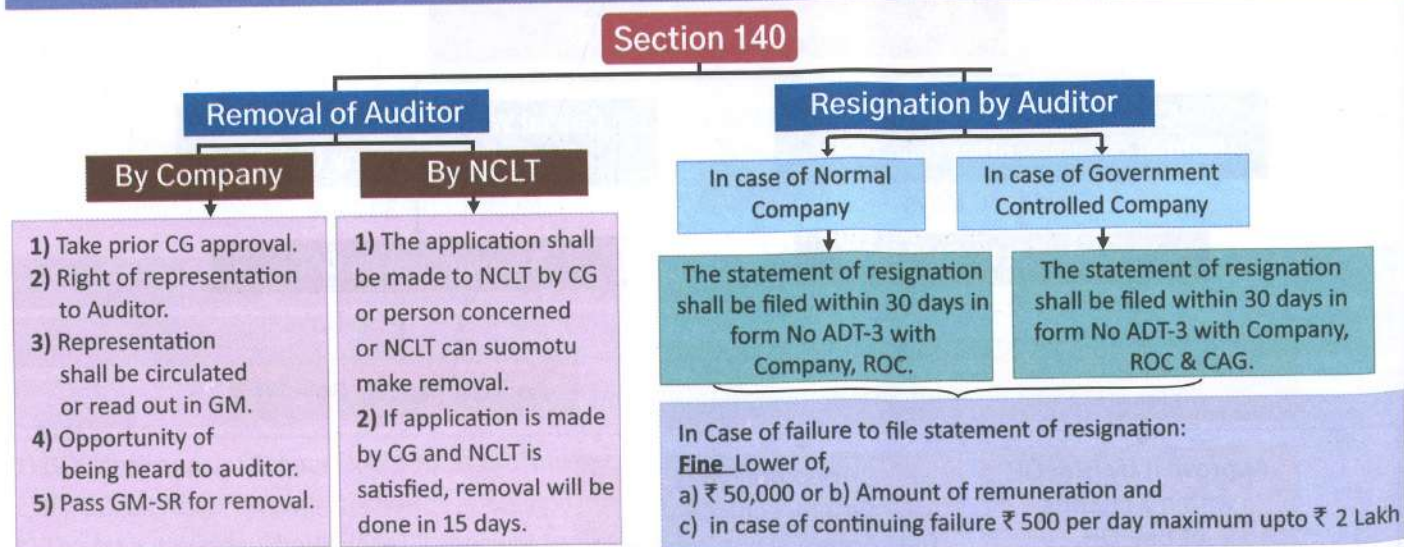 Section 140
Removal of Auditor
Resignation by Auditor
By Company
By NCLT
In case of Normal
Company
In case of Government
Controlled Company
1) Take prior CG approval.
2) Right of representation
to Auditor.
3) Representation
shall be circulated
or read out in GM.
4) Opportunity of
being heard to auditor.
5) Pass GM-SR for removal.
1) The application shall
be made to NCLT by CG
or person concerned
or NCLT can suomotu
make removal.
2) If application is made
by CG and NCLT is
satisfied, removal will be
done in 15 days.
The statement of resignation
shall be filed within 30 days in
form No ADT-3 with
Company, ROC.
The statement of resignation
shall be filed within 30 days in
form No ADT-3 with Company,
ROC & CAG.
In Case of failure to file statement of resignation:
Fine Lower of,
a) ₹ 50,000 or b) Amount of remuneration and
c) in case of continuing failure ₹ 500 per day maximum upto ₹ 2 Lakh